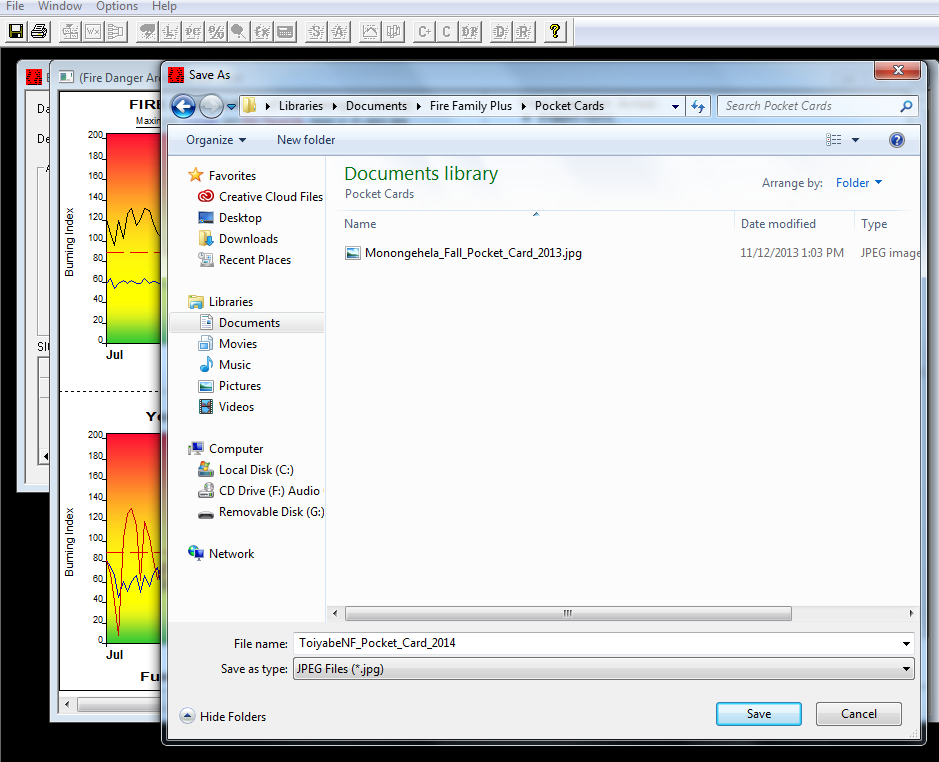 File Window Options Help
Save As
(Fire Danger Ar
Libraries Documents Fire Family Plus Pocket Cards
Search Pocket Cards
Organize New folder
FIRE
Maxin
Burning Index
200
180
160
140
120
100
80
60
40
20
0
Jul
Burning Index
200
180
160
140
120
100
80
60
40
20
0
Jul
Favorites
Creative Cloud Files
Desktop
Downloads
Recent Places
Libraries
Documents
Movies
Music
Pictures
Videos
Computer
Local Disk (C:)
CD Drive (F:) Audio
Removable Disk (G:)
Network
Documents library
Pocket Cards
Arrange by: Folder
Name Date modified Type
Monongehela_Fall_Pocket_Card_2013.jpg 11/12/2013 1:03 PM JPEG image
File name: ToiyabeNF_Pocket_Card_2014
Save as type: JPEG Files (*.jpg)
Hide Folders
Save Cancel